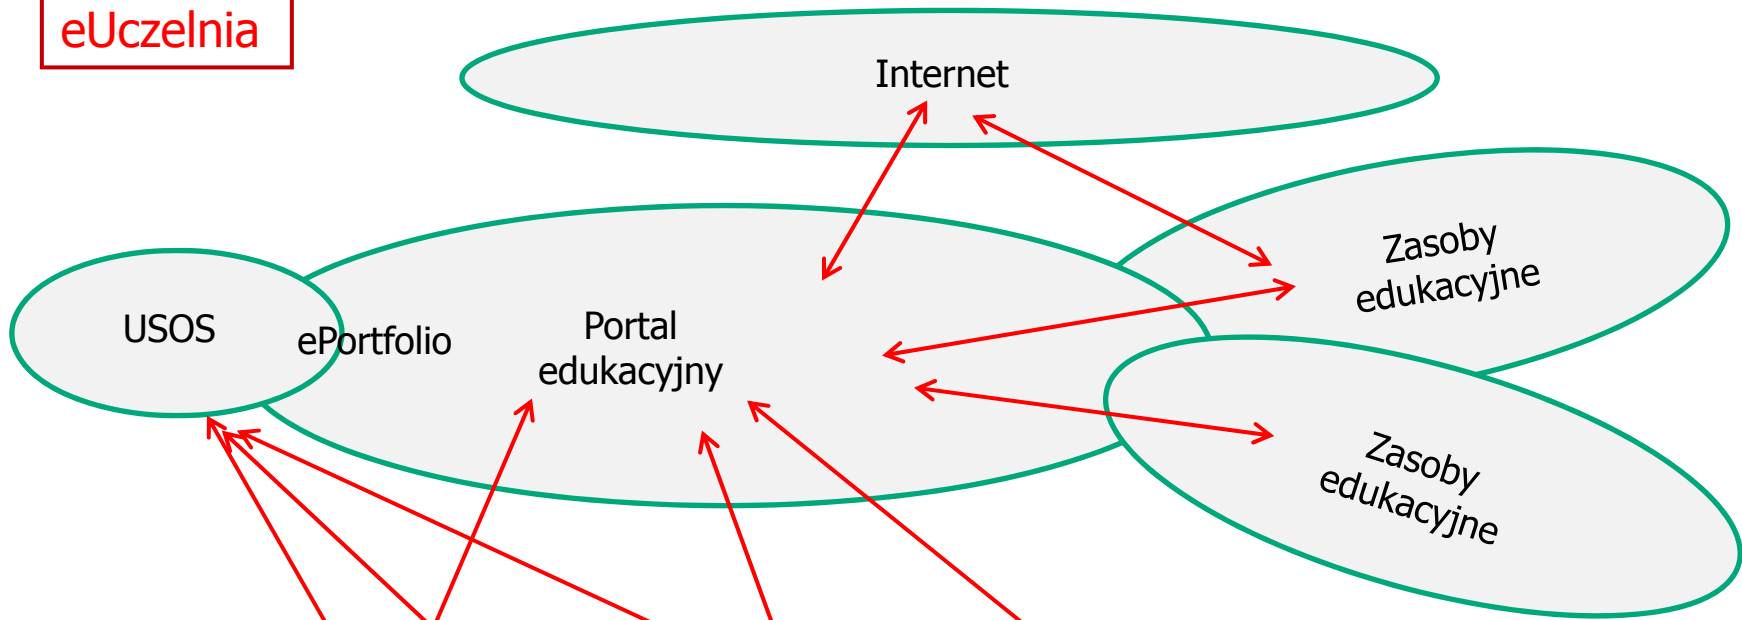 eUczelnia
Internet
Zasoby
edukacyjne
USOS
ePortfolio
Portal
edukacyjny
Zasoby
edukacyjne